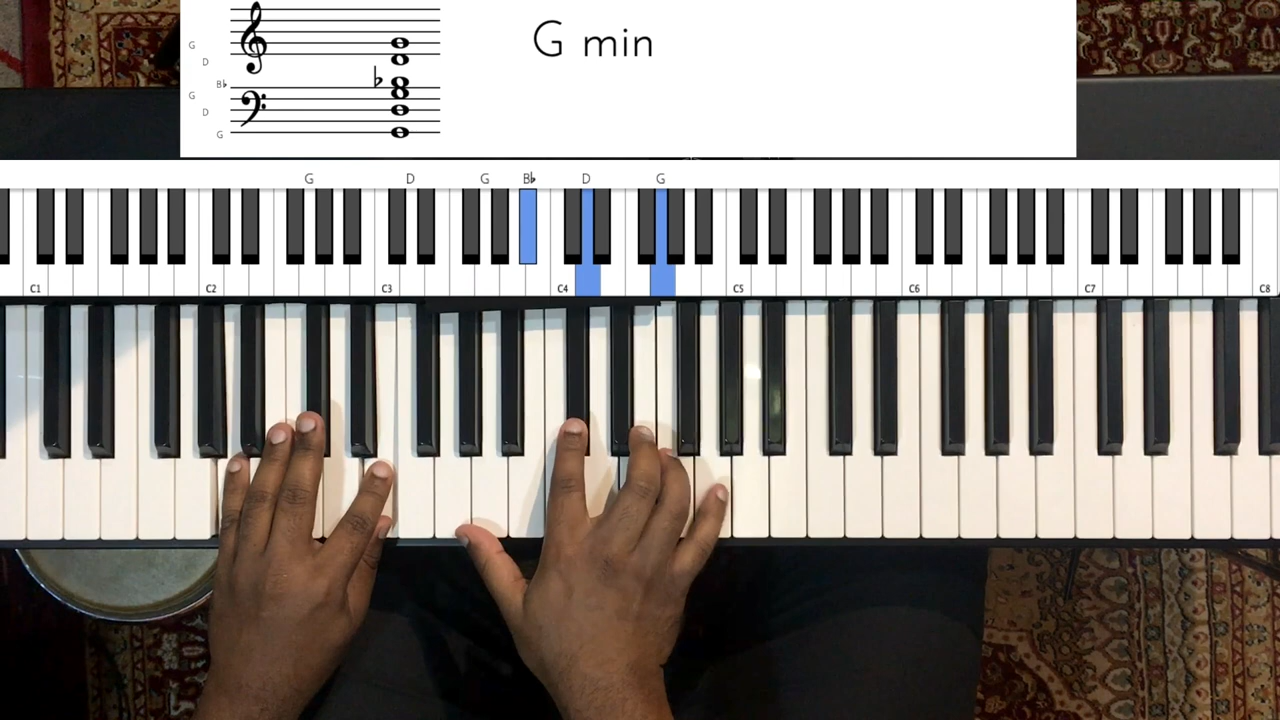 G min
G
D
B♭
G
D
G
G D G B♭ D G
C1 C2 C3 C4 C5 C6 C7 C8